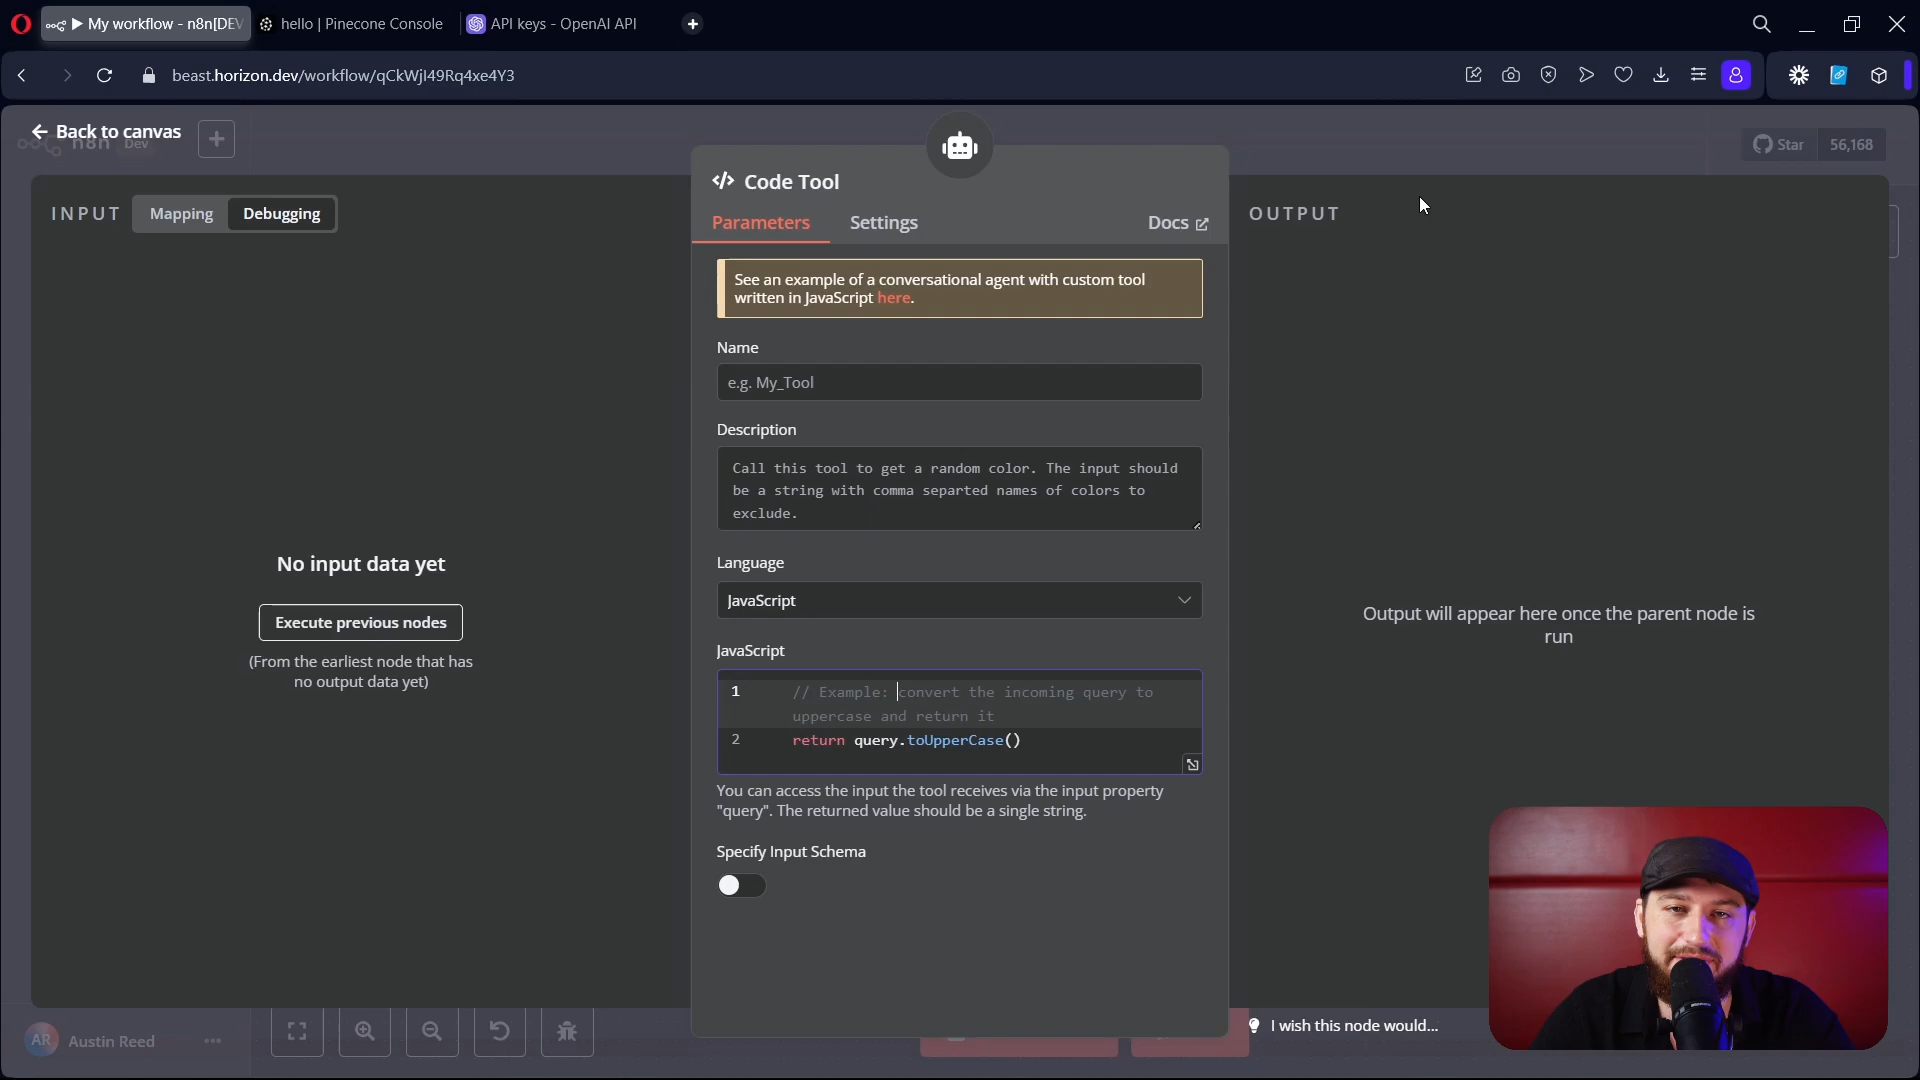 My workflow - n8n[DEV
hello | Pinecone Console
API keys - OpenAI API
beast.horizon.dev/workflow/qCkWjI49Rq4xe4Y3
Back to canvas
n8n Dev
Star 56,168
Code Tool
INPUT Mapping Debugging
Parameters Settings Docs
OUTPUT
See an example of a conversational agent with custom tool
written in JavaScript here.
Name
e.g. My_Tool
Description
Call this tool to get a random color. The input should
be a string with comma separted names of colors to
exclude.
Language
JavaScript
No input data yet
Execute previous nodes
(From the earliest node that has
no output data yet)
Output will appear here once the parent node is
run
JavaScript
1 // Example: convert the incoming query to
uppercase and return it
2 return query.toUpperCase()
You can access the input the tool receives via the input property
"query". The returned value should be a single string.
Specify Input Schema
AR Austin Reed
I wish this node would...